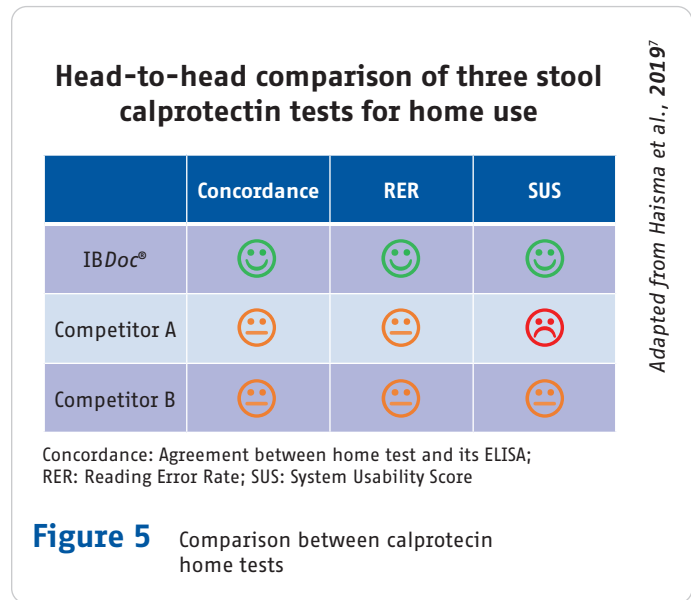 Head-to-head comparison of three stool
calprotectin tests for home use
Adapted from Haisma et al., 2019⁷
Concordance RER SUS
IBDoc®
Competitor A
Competitor B
Concordance: Agreement between home test and its ELISA;
RER: Reading Error Rate; SUS: System Usability Score
Figure 5 Comparison between calprotecin
home tests